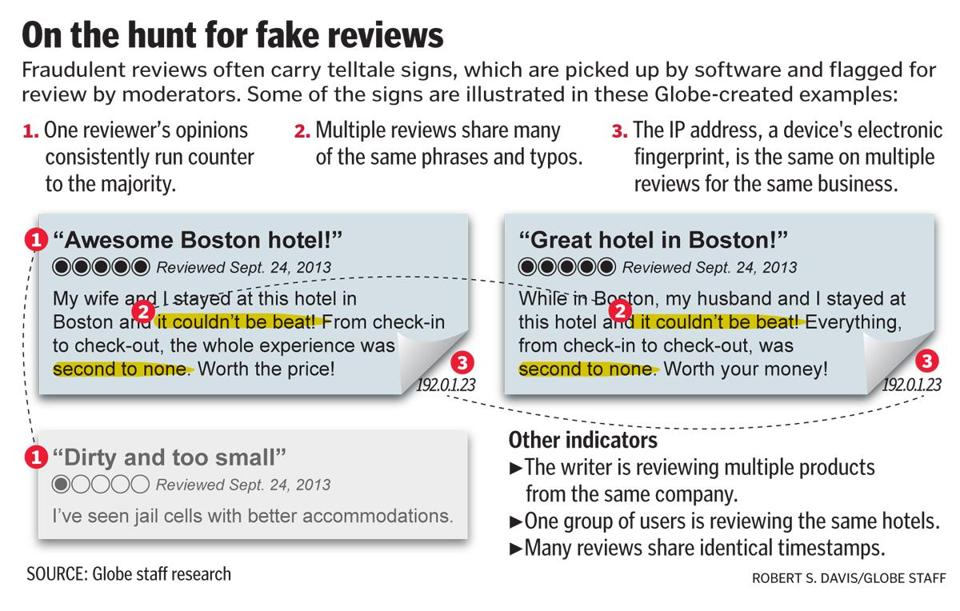 On the hunt for fake reviews
Fraudulent reviews often carry telltale signs, which are picked up by software and flagged for
review by moderators. Some of the signs are illustrated in these Globe-created examples:
1. One reviewer's opinions
consistently run counter
to the majority.
2. Multiple reviews share many
of the same phrases and typos.
3. The IP address, a device's electronic
fingerprint, is the same on multiple
reviews for the same business.
1 “Awesome Boston hotel!”
Reviewed Sept. 24, 2013
My wife and I stayed at this hotel in
2
Boston and it couldn't be beat! From check-in
to check-out, the whole experience was
second to none. Worth the price!
3
192.0.1.23
“Great hotel in Boston!”
Reviewed Sept. 24, 2013
While in Boston, my husband and I stayed at
2
this hotel and it couldn't be beat! Everything,
from check-in to check-out, was
second to none. Worth your money!
3
192.0.1.23
1 “Dirty and too small”
Reviewed Sept. 24, 2013
I've seen jail cells with better accommodations.
Other indicators
►The writer is reviewing multiple products
from the same company.
►One group of users is reviewing the same hotels.
►Many reviews share identical timestamps.
SOURCE: Globe staff research
ROBERT S. DAVIS/GLOBE STAFF